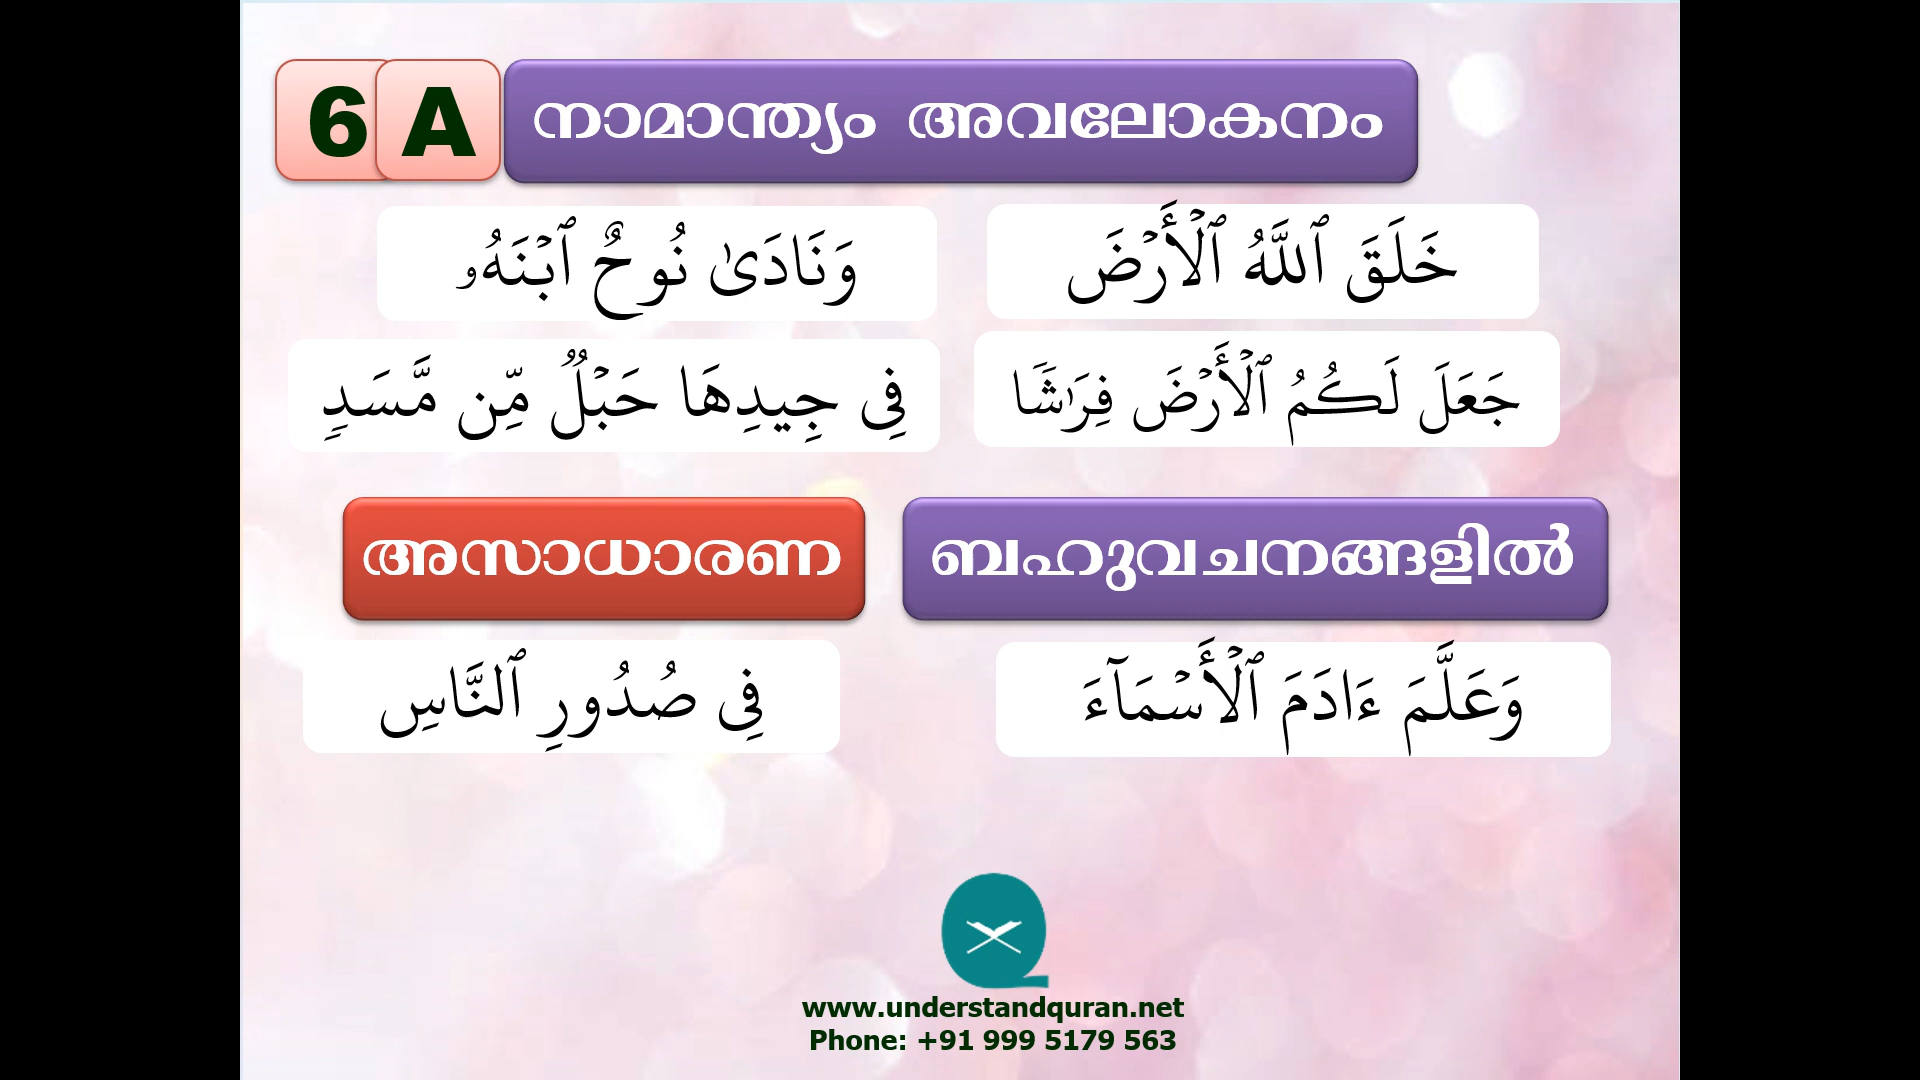 6 A നാമാന്ത്യം അവലോകനം
خَلَقَ ٱللَّهُ ٱلْأَرْضَ
وَنَادَىٰ نُوحٌ ٱبْنَهُۥ
جَعَلَ لَكُمُ ٱلْأَرْضَ فِرَٰشًا
فِى جِيدِهَا حَبْلٌ مِّن مَّسَدٍ
അസാധാരണ ബഹുവചനങ്ങളിൽ
وَعَلَّمَ ءَادَمَ ٱلْأَسْمَآءَ
فِى صُدُورِ ٱلنَّاسِ
www.understandquran.net
Phone: +91 999 5179 563